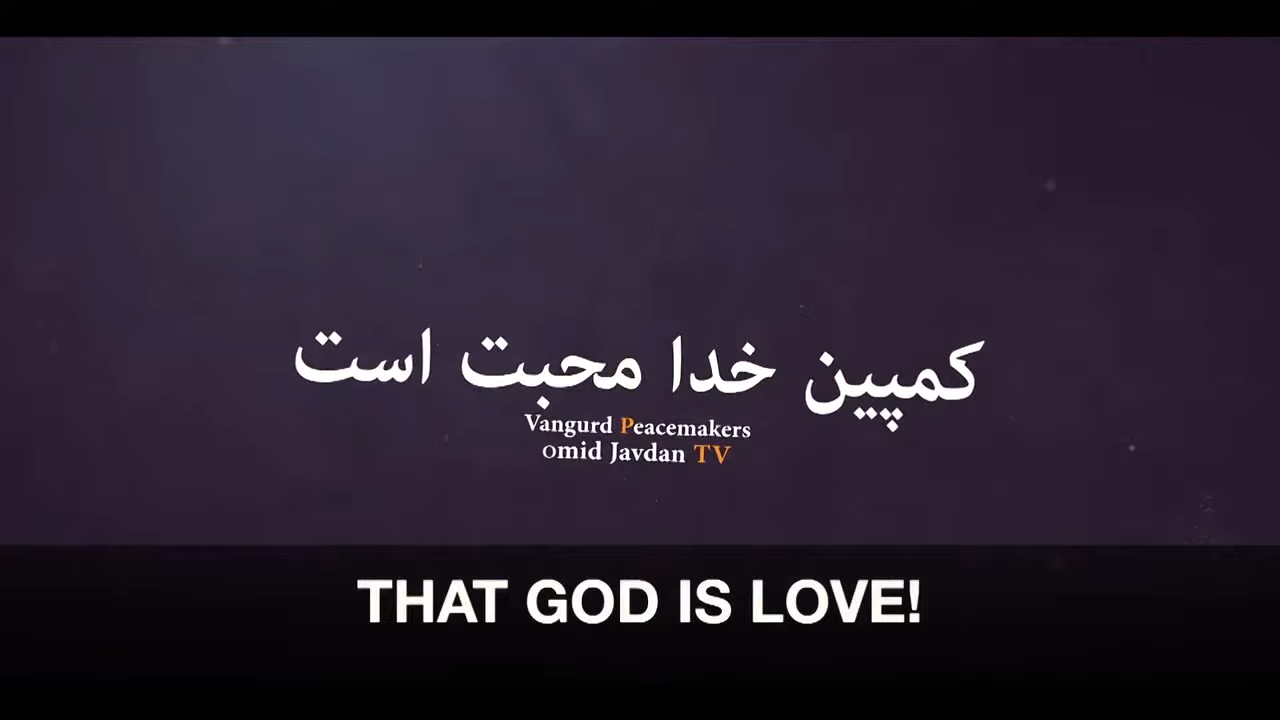 کمپین خدا محبت است
Vangurd Peacemakers
omid Javdan TV
THAT GOD IS LOVE!